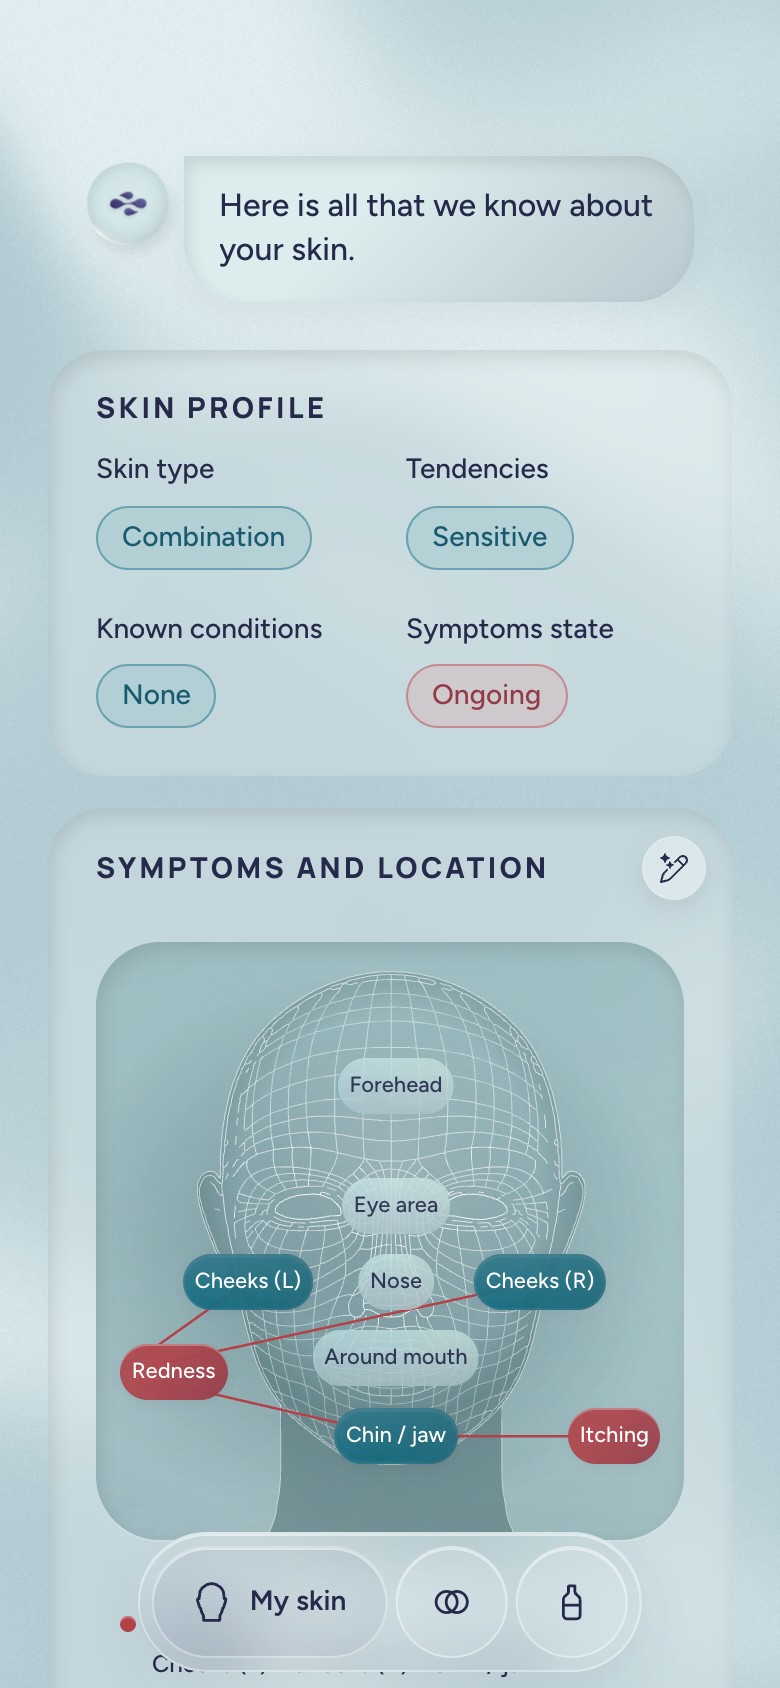 Here is all that we know about
your skin.
SKIN PROFILE
Skin type
Tendencies
Combination
Sensitive
Known conditions
Symptoms state
None
Ongoing
SYMPTOMS AND LOCATION
Forehead
Eye area
Cheeks (L)
Nose
Cheeks (R)
Around mouth
Redness
Chin / jaw
Itching
My skin